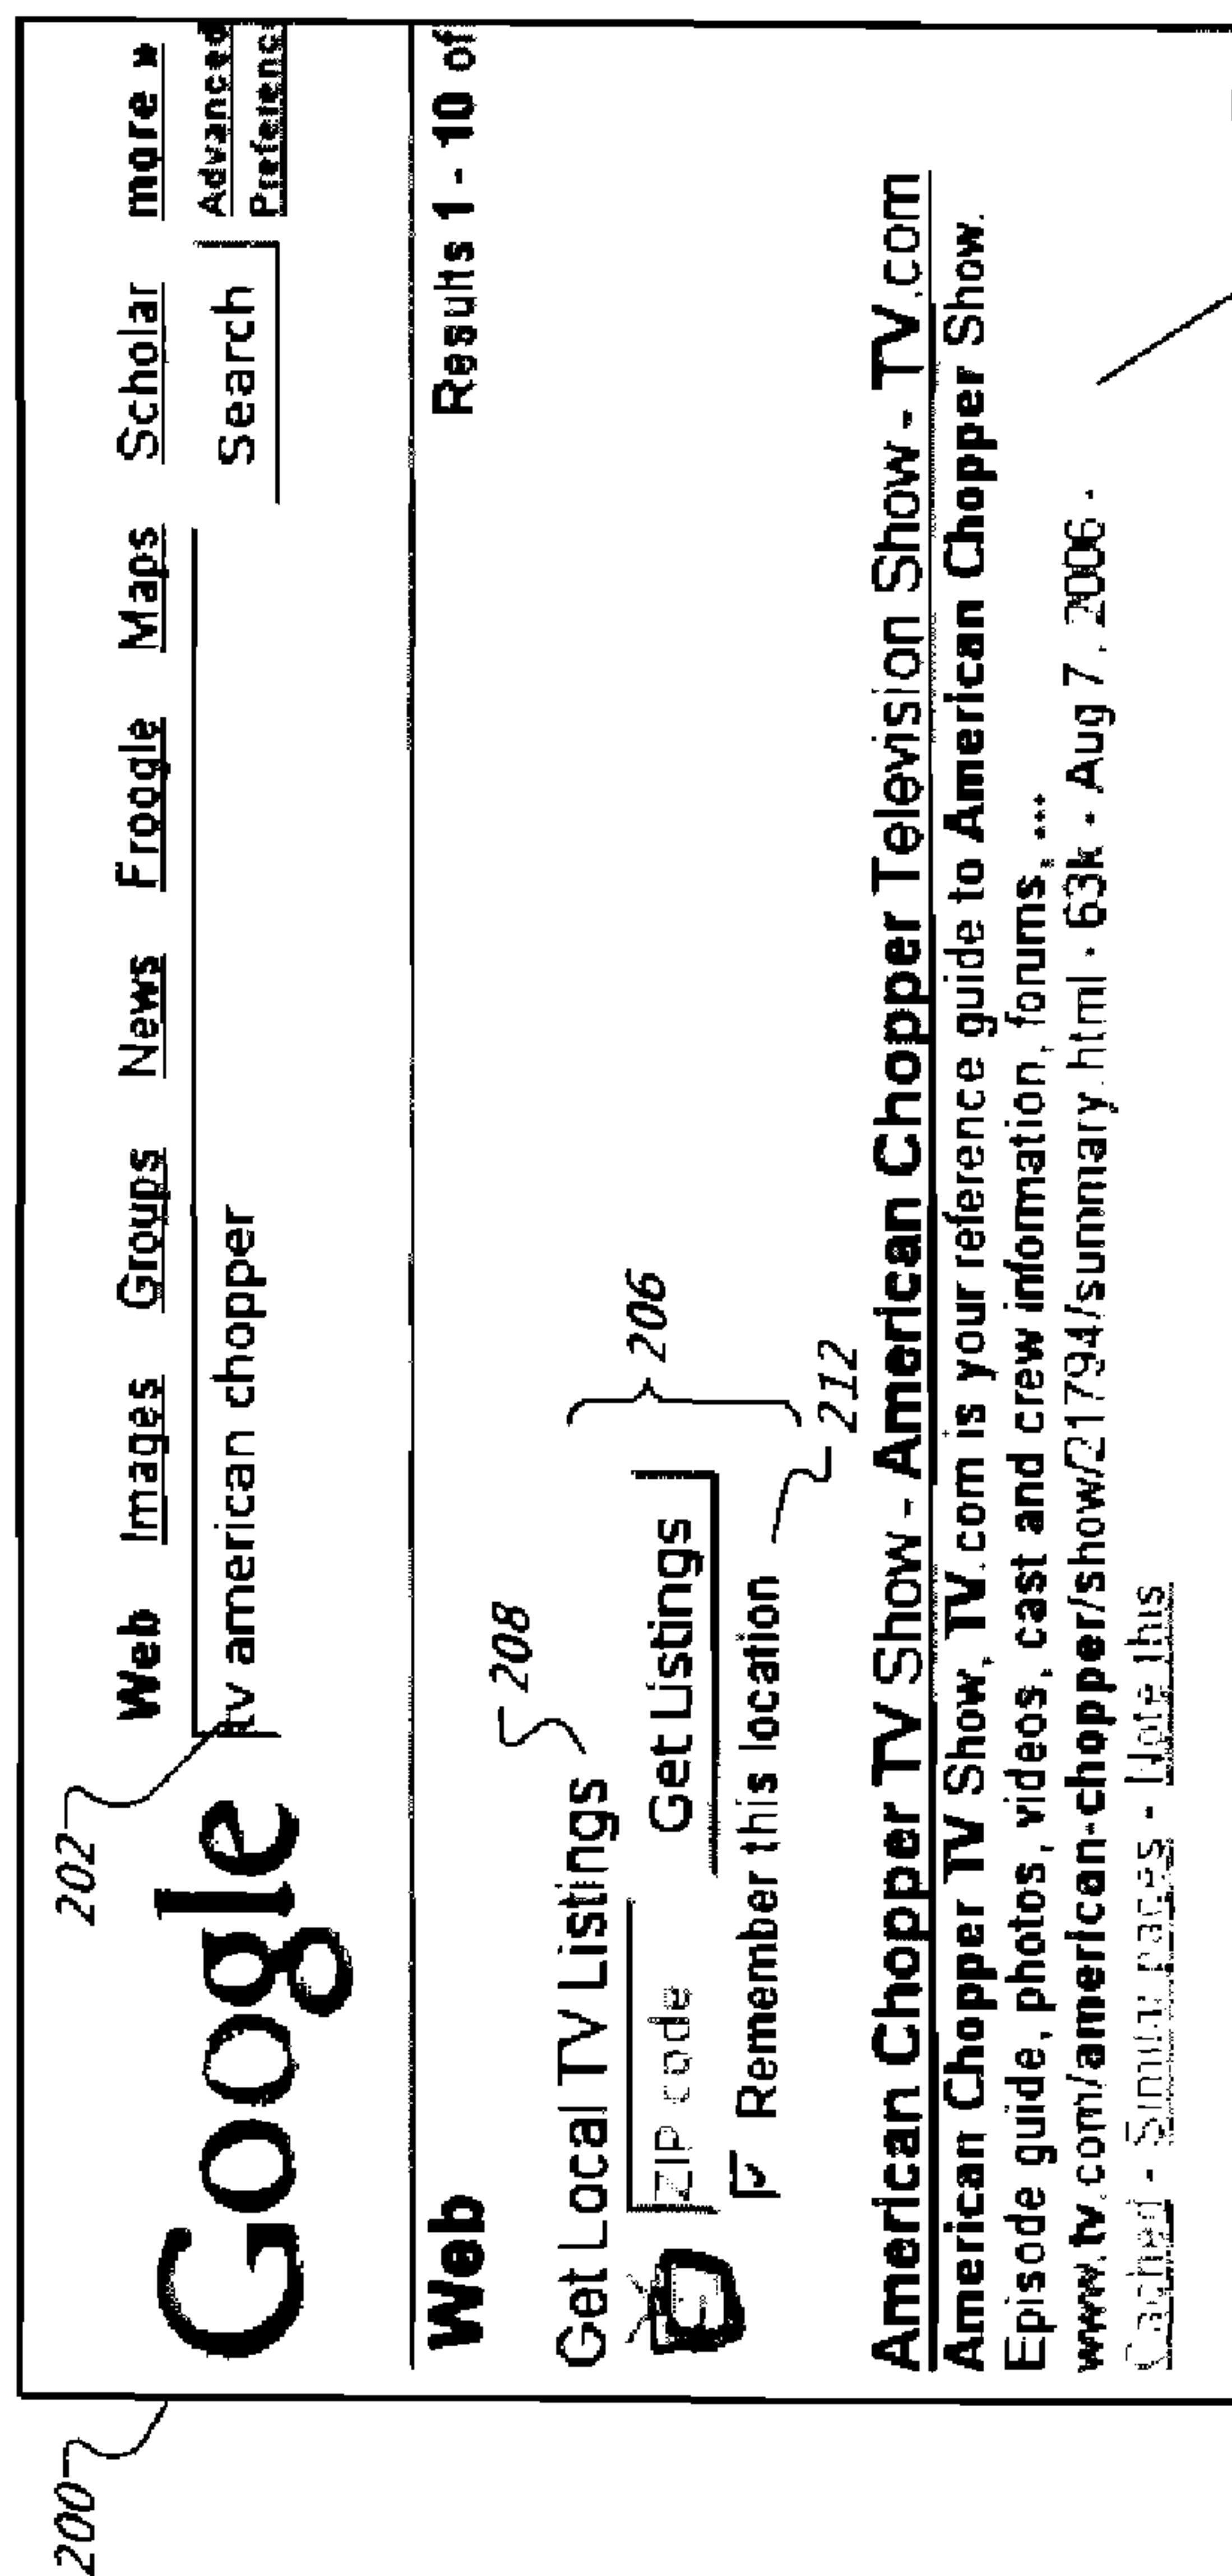 200
202
Google
Web Images Groups News Froogle Maps Scholar more »
tv american chopper Search Advanced
Preferenc
Web Results 1 - 10 of
208
Get Local TV Listings
ZIP code Get Listings
206
Remember this location
212
American Chopper TV Show - American Chopper Television Show - TV.com
American Chopper TV Show, TV.com is your reference guide to American Chopper Show.
Episode guide, photos, videos, cast and crew information, forums, ...
www.tv.com/american-chopper/show/21794/summary.html - 63k - Aug 7, 2006 -
Cached - Similar pages - Note this